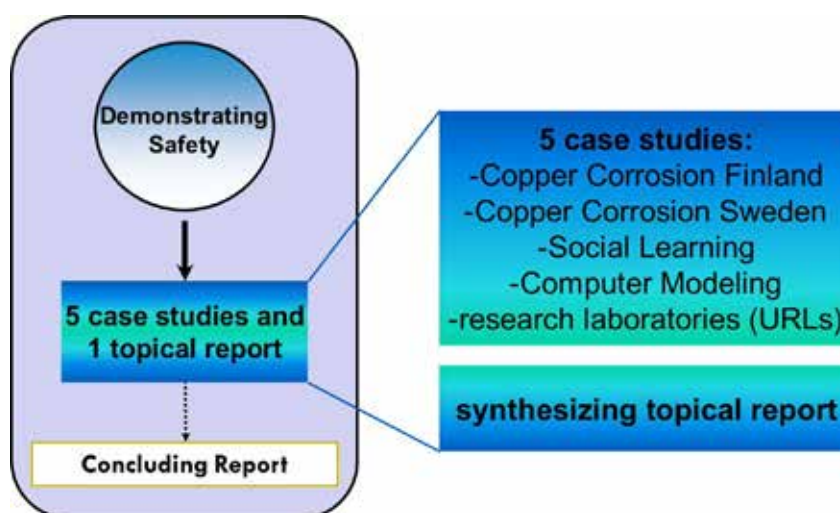 Demonstrating
Safety
5 case studies and
1 topical report
Concluding Report
5 case studies:
-Copper Corrosion Finland
-Copper Corrosion Sweden
-Social Learning
-Computer Modeling
-research laboratories (URLs)
synthesizing topical report